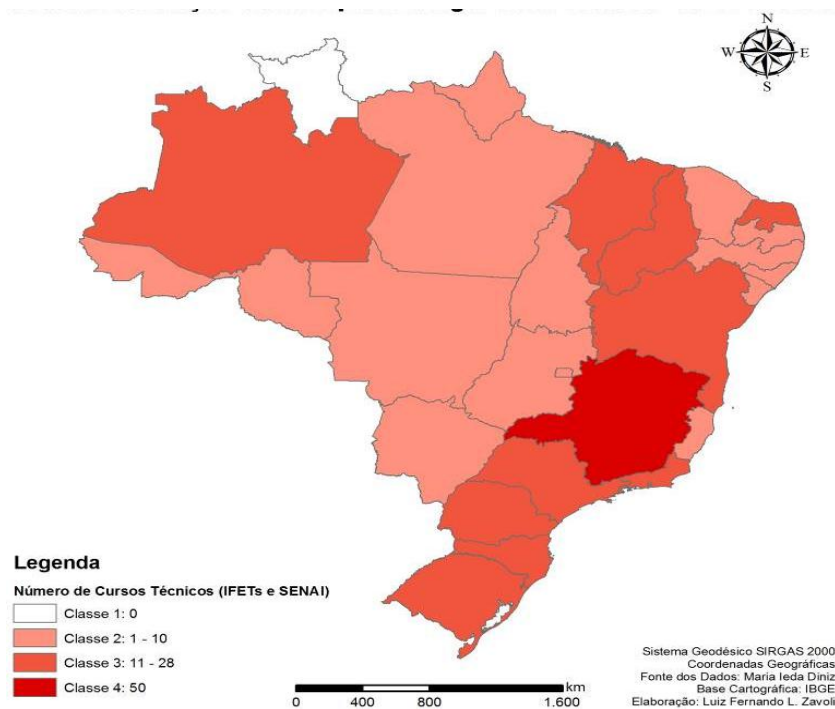 N
W E
S
Legenda
Número de Cursos Técnicos (IFETs e SENAI)
Classe 1: 0
Classe 2: 1 - 10
Classe 3: 11 - 28
Classe 4: 50
km
0 400 800 1.600
Sistema Geodésico SIRGAS 2000
Coordenadas Geográficas
Fonte dos Dados: Maria Ieda Diniz
Base Cartográfica: IBGE
Elaboração: Luiz Fernando L. Zavoli